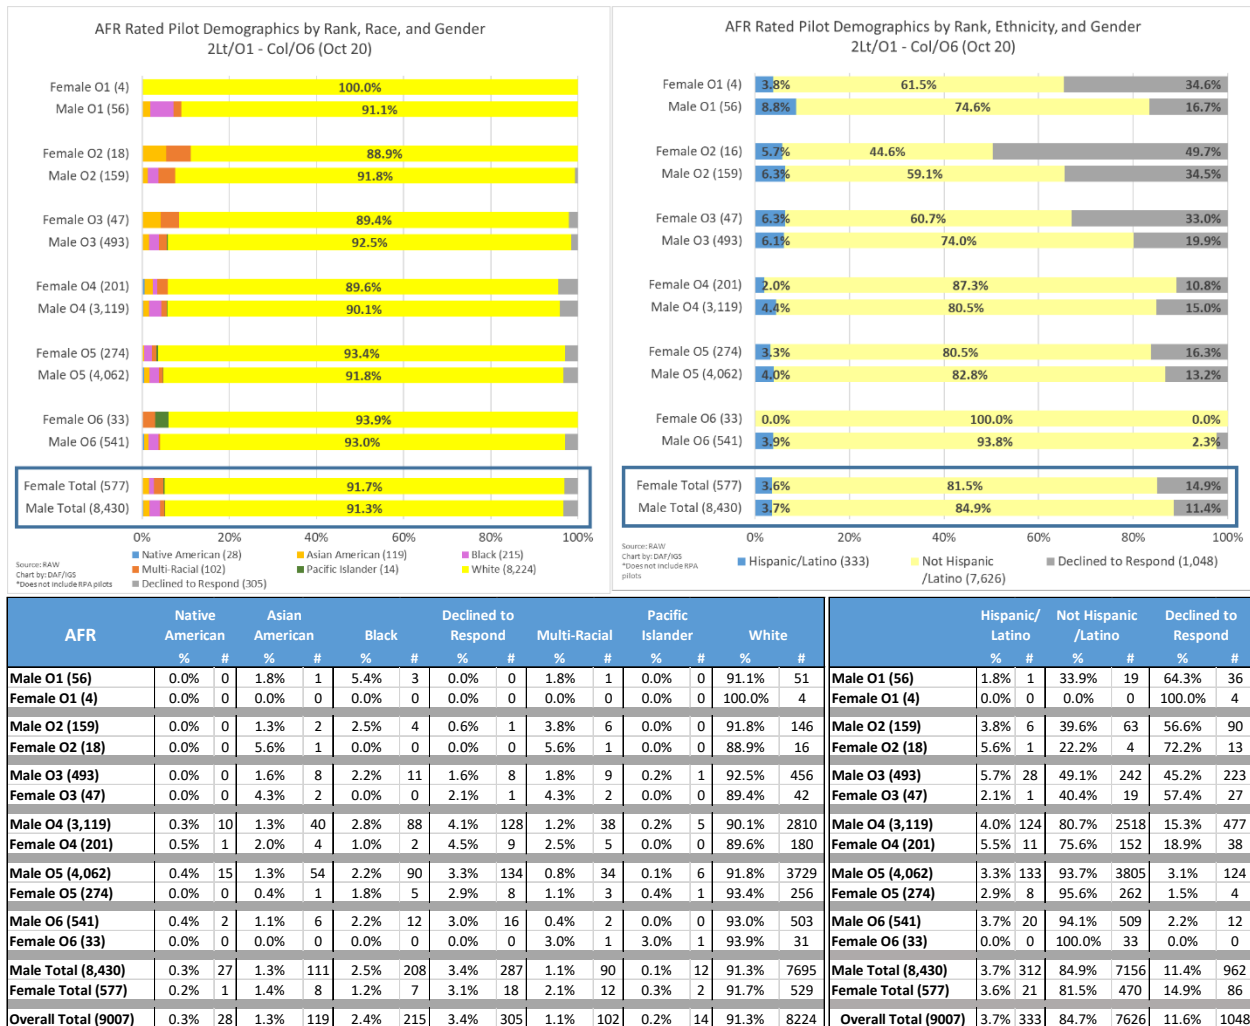 AFR Rated Pilot Demographics by Rank, Race, and Gender
2Lt/O1 - Col/O6 (Oct 20)
Female O1 (4) 100.0%
Male O1 (56) 91.1%
Female O2 (18) 88.9%
Male O2 (159) 91.8%
Female O3 (47) 89.4%
Male O3 (493) 92.5%
Female O4 (201) 89.6%
Male O4 (3,119) 90.1%
Female O5 (274) 93.4%
Male O5 (4,062) 91.8%
Female O6 (33) 93.9%
Male O6 (541) 93.0%
Female Total (577) 91.7%
Male Total (8,430) 91.3%
0% 20% 40% 60% 80% 100%
Native American (28) Asian American (119) Black (215)
Multi-Racial (102) Pacific Islander (14) White (8,224)
Declined to Respond (305)
Source: RAW
Chart by: DAF/IGS
*Does not include RPA pilots
AFR Rated Pilot Demographics by Rank, Ethnicity, and Gender
2Lt/O1 - Col/O6 (Oct 20)
Female O1 (4) 3.8% 61.5% 34.6%
Male O1 (56) 8.8% 74.6% 16.7%
Female O2 (16) 5.7% 44.6% 49.7%
Male O2 (159) 6.3% 59.1% 34.5%
Female O3 (47) 6.3% 60.7% 33.0%
Male O3 (493) 6.1% 74.0% 19.9%
Female O4 (201) 2.0% 87.3% 10.8%
Male O4 (3,119) 4.4% 80.5% 15.0%
Female O5 (274) 3.3% 80.5% 16.3%
Male O5 (4,062) 4.0% 82.8% 13.2%
Female O6 (33) 0.0% 100.0% 0.0%
Male O6 (541) 3.9% 93.8% 2.3%
Female Total (577) 3.6% 81.5% 14.9%
Male Total (8,430) 3.7% 84.9% 11.4%
0% 20% 40% 60% 80% 100%
Source: RAW
Chart by: DAF/IGS
*Does not include RPA
pilots
Hispanic/Latino (333) Not Hispanic Declined to Respond (1,048)
/Latino (7,626)
Native Asian Declined to Pacific
AFR American American Black Respond Multi-Racial Islander White
% # % # % # % # % # % # % #
Male O1 (56) 0.0% 0 1.8% 1 5.4% 3 0.0% 0 1.8% 1 0.0% 0 91.1% 51
Female O1 (4) 0.0% 0 0.0% 0 0.0% 0 0.0% 0 0.0% 0 0.0% 0 100.0% 4
Male O2 (159) 0.0% 0 1.3% 2 2.5% 4 0.6% 1 3.8% 6 0.0% 0 91.8% 146
Female O2 (18) 0.0% 0 5.6% 1 0.0% 0 0.0% 0 5.6% 1 0.0% 0 88.9% 16
Male O3 (493) 0.0% 0 1.6% 8 2.2% 11 1.6% 8 1.8% 9 0.2% 1 92.5% 456
Female O3 (47) 0.0% 0 4.3% 2 0.0% 0 2.1% 1 4.3% 2 0.0% 0 89.4% 42
Male O4 (3,119) 0.3% 10 1.3% 40 2.8% 88 4.1% 128 1.2% 38 0.2% 5 90.1% 2810
Female O4 (201) 0.5% 1 2.0% 4 1.0% 2 4.5% 9 2.5% 5 0.0% 0 89.6% 180
Male O5 (4,062) 0.4% 15 1.3% 54 2.2% 90 3.3% 134 0.8% 34 0.1% 6 91.8% 3729
Female O5 (274) 0.0% 0 0.4% 1 1.8% 5 2.9% 8 1.1% 3 0.4% 1 93.4% 256
Male O6 (541) 0.4% 2 1.1% 6 2.2% 12 3.0% 16 0.4% 2 0.0% 0 93.0% 503
Female O6 (33) 0.0% 0 0.0% 0 0.0% 0 0.0% 0 3.0% 1 3.0% 1 93.9% 31
Male Total (8,430) 0.3% 27 1.3% 111 2.5% 208 3.4% 287 1.1% 90 0.1% 12 91.3% 7695
Female Total (577) 0.2% 1 1.4% 8 1.2% 7 3.1% 18 2.1% 12 0.3% 2 91.7% 529
Overall Total (9007) 0.3% 28 1.3% 119 2.4% 215 3.4% 305 1.1% 102 0.2% 14 91.3% 8224
Hispanic/ Not Hispanic Declined to
Latino /Latino Respond
% # % # % #
Male O1 (56) 1.8% 1 33.9% 19 64.3% 36
Female O1 (4) 0.0% 0 0.0% 0 100.0% 4
Male O2 (159) 3.8% 6 39.6% 63 56.6% 90
Female O2 (18) 5.6% 1 22.2% 4 72.2% 13
Male O3 (493) 5.7% 28 49.1% 242 45.2% 223
Female O3 (47) 2.1% 1 40.4% 19 57.4% 27
Male O4 (3,119) 4.0% 124 80.7% 2518 15.3% 477
Female O4 (201) 5.5% 11 75.6% 152 18.9% 38
Male O5 (4,062) 3.3% 133 93.7% 3805 3.1% 124
Female O5 (274) 2.9% 8 95.6% 262 1.5% 4
Male O6 (541) 3.7% 20 94.1% 509 2.2% 12
Female O6 (33) 0.0% 0 100.0% 33 0.0% 0
Male Total (8,430) 3.7% 312 84.9% 7156 11.4% 962
Female Total (577) 3.6% 21 81.5% 470 14.9% 86
Overall Total (9007) 3.7% 333 84.7% 7626 11.6% 1048